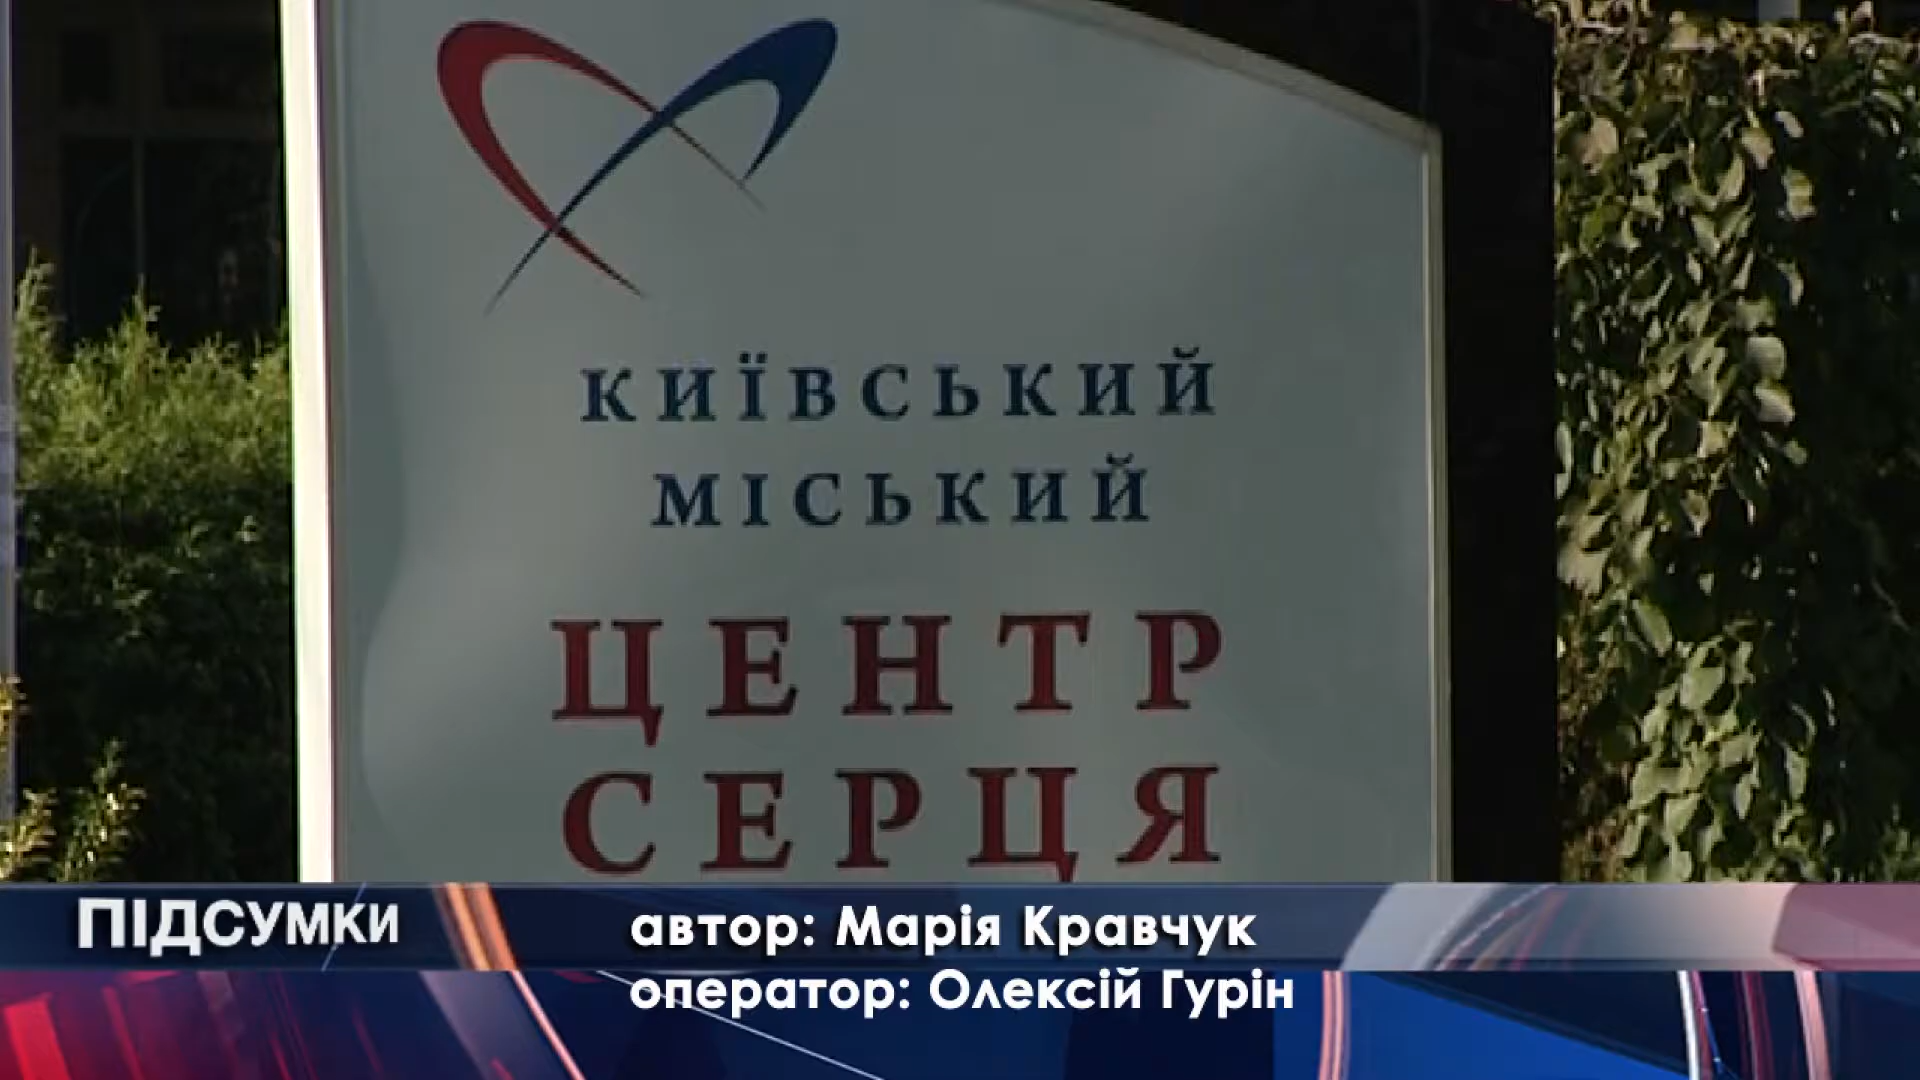 КИЇВСЬКИЙ
МІСЬКИЙ
ЦЕНТР
СЕРЦЯ
ПІДСУМКИ
автор: Марія Кравчук
оператор: Олексій Гурін